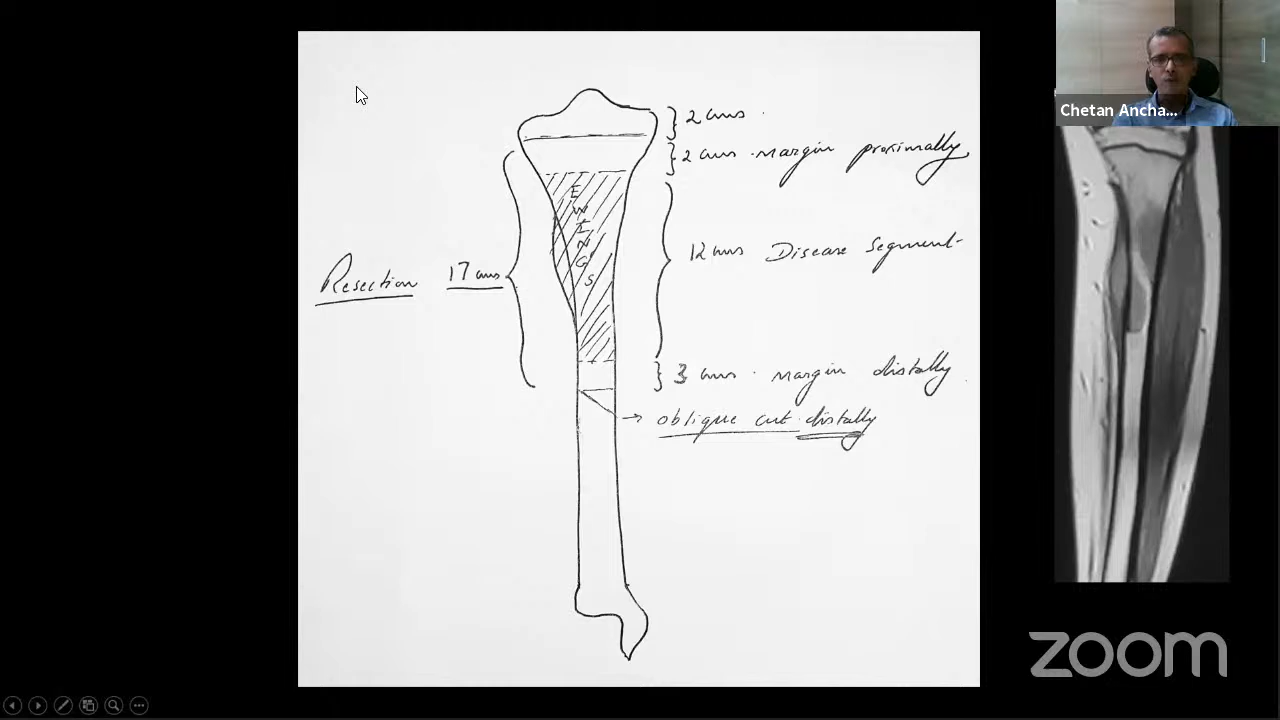 Chetan Ancha...
2 cms
2 cms margin proximally
EWINGS
12 cms Disease Segment
Resection 17 cms
3 cms margin distally
oblique cut distally
zoom